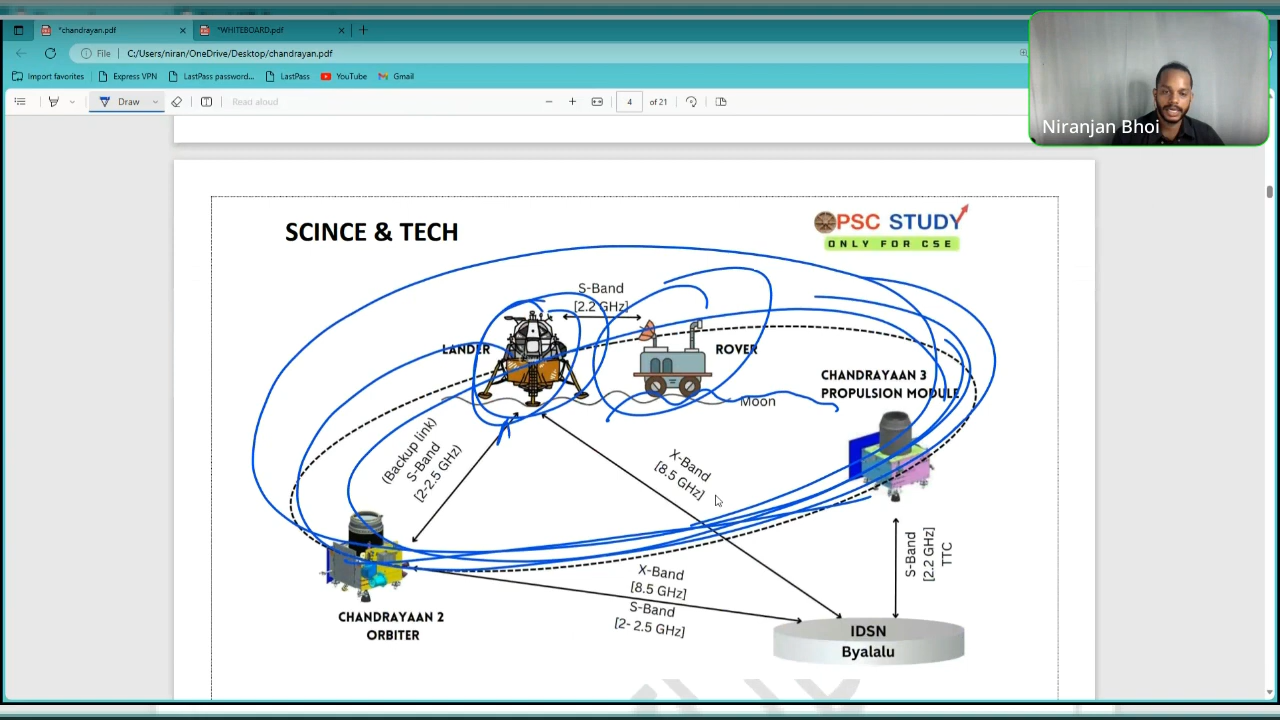 *chandrayan.pdf
*WHITEBOARD.pdf
File
C:/Users/niran/OneDrive/Desktop/chandrayan.pdf
Import favorites
Express VPN
LastPass password...
LastPass
YouTube
Gmail
Draw
Read aloud
4 of 21
Niranjan Bhoi
SCINCE & TECH
PSC STUDY
ONLY FOR CSE
S-Band
[2.2 GHz]
LANDER
ROVER
CHANDRAYAAN 3
PROPULSION MODULE
Moon
(Backup link)
S-Band
[2-2.5 GHz]
X-Band
[8.5 GHz]
S-Band
[2.2 GHz]
TTC
X-Band
[8.5 GHz]
S-Band
[2- 2.5 GHz]
CHANDRAYAAN 2
ORBITER
IDSN
Byalalu